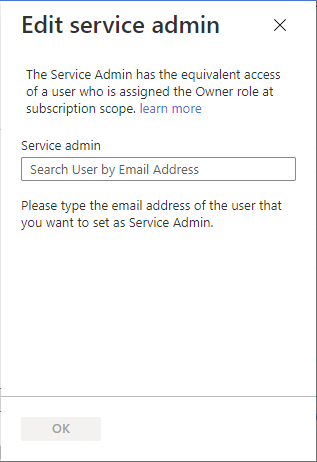 Edit service admin
The Service Admin has the equivalent access
of a user who is assigned the Owner role at
subscription scope. learn more
Service admin
Search User by Email Address
Please type the email address of the user that
you want to set as Service Admin.
OK